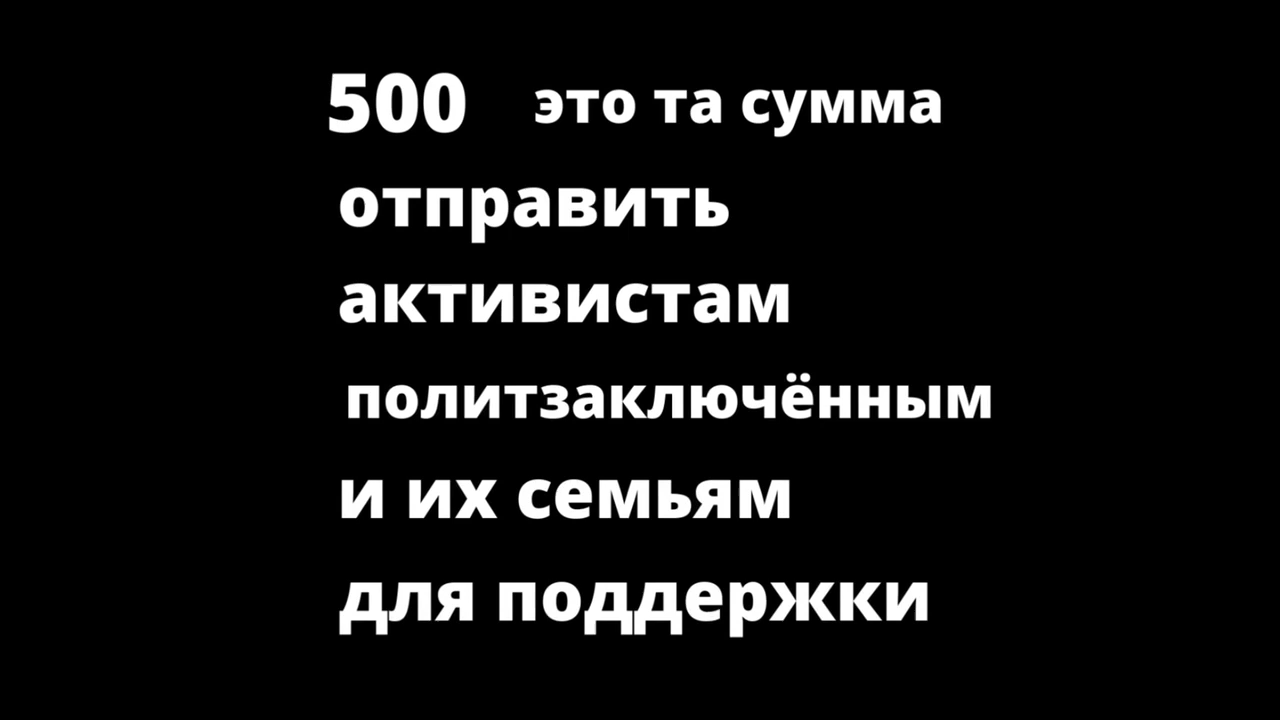 500 это та сумма
отправить
активистам
политзаключённым
и их семьям
для поддержки